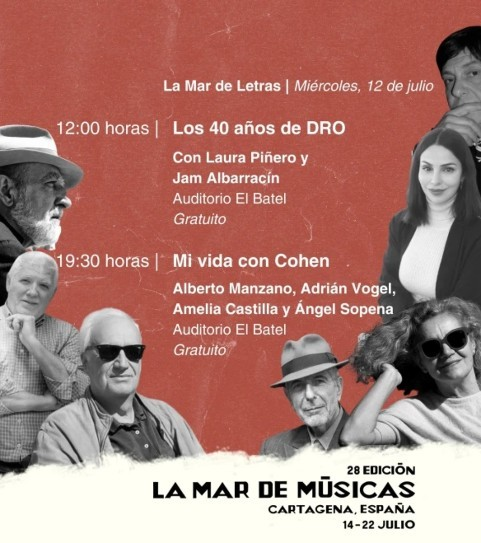 La Mar de Letras | Miércoles, 12 de julio
12:00 horas | Los 40 años de DRO
Con Laura Piñero y
Jam Albarracín
Auditorio El Batel
Gratuito
19:30 horas | Mi vida con Cohen
Alberto Manzano, Adrián Vogel,
Amelia Castilla y Ángel Sopena
Auditorio El Batel
Gratuito
28 EDICIÓN
LA MAR DE MÚSICAS
CARTAGENA, ESPAÑA
14-22 JULIO